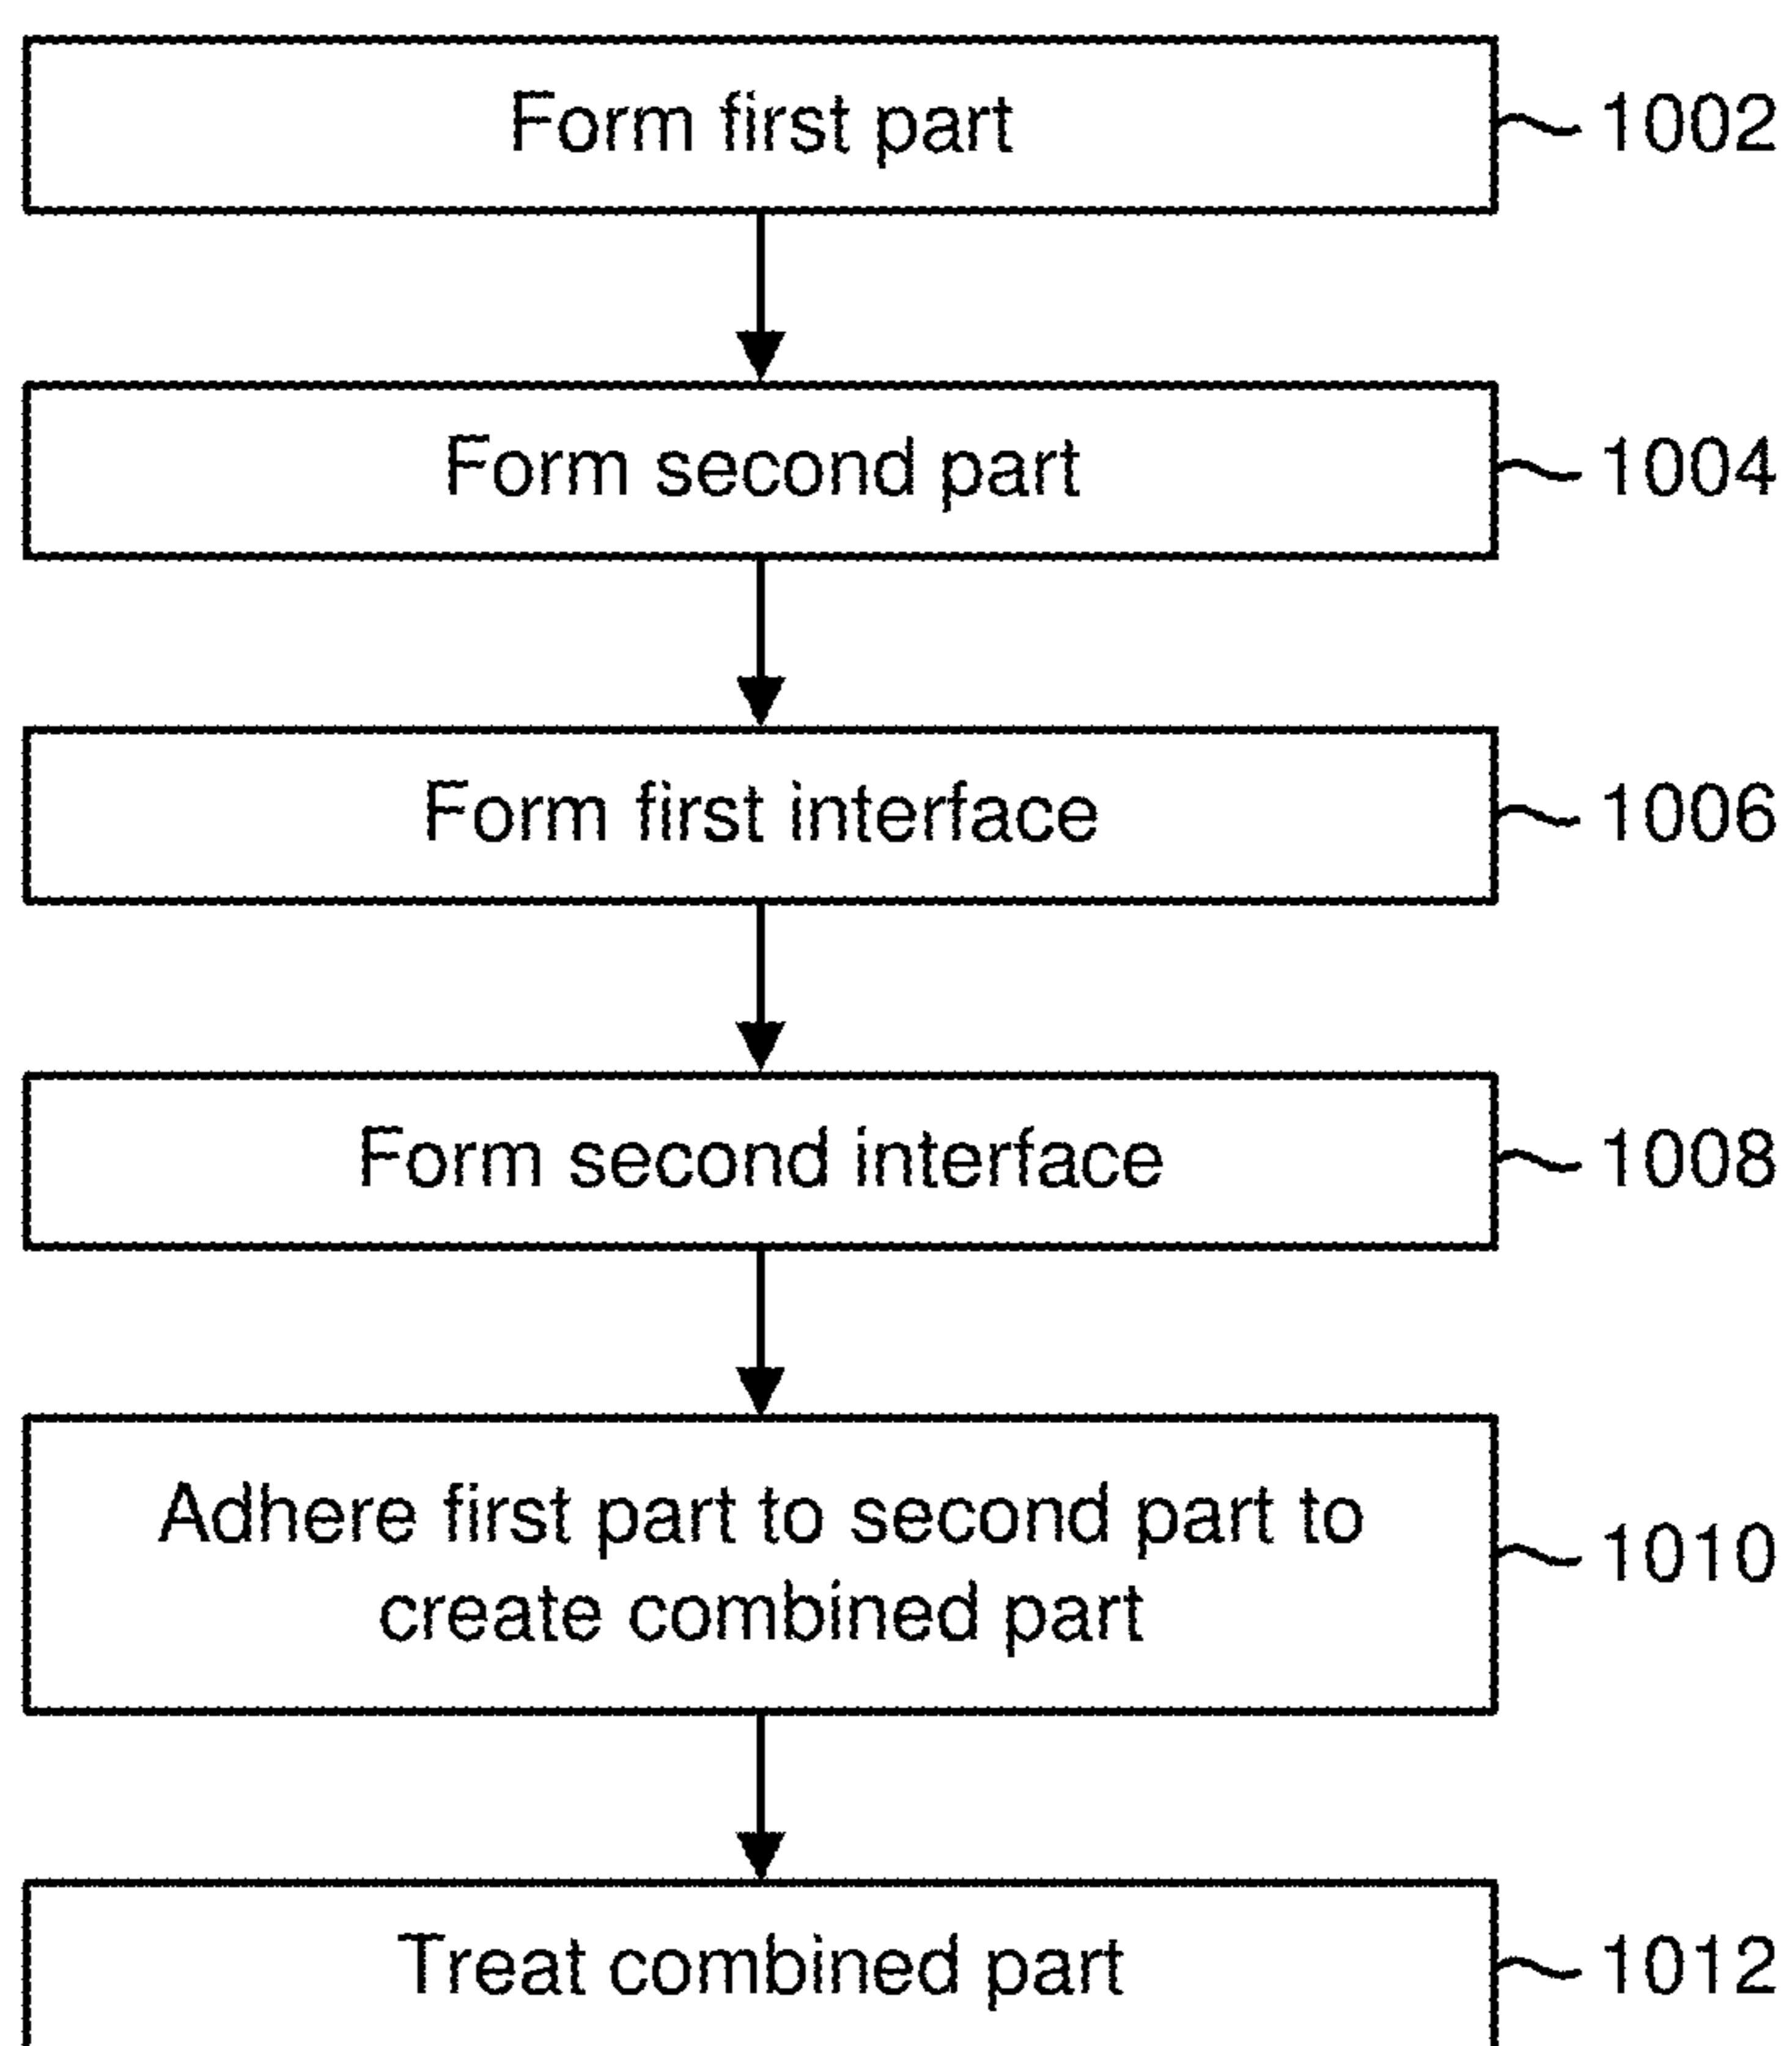 Form first part
1002
Form second part
1004
Form first interface
1006
Form second interface
1008
Adhere first part to second part to
create combined part
1010
Treat combined part
1012